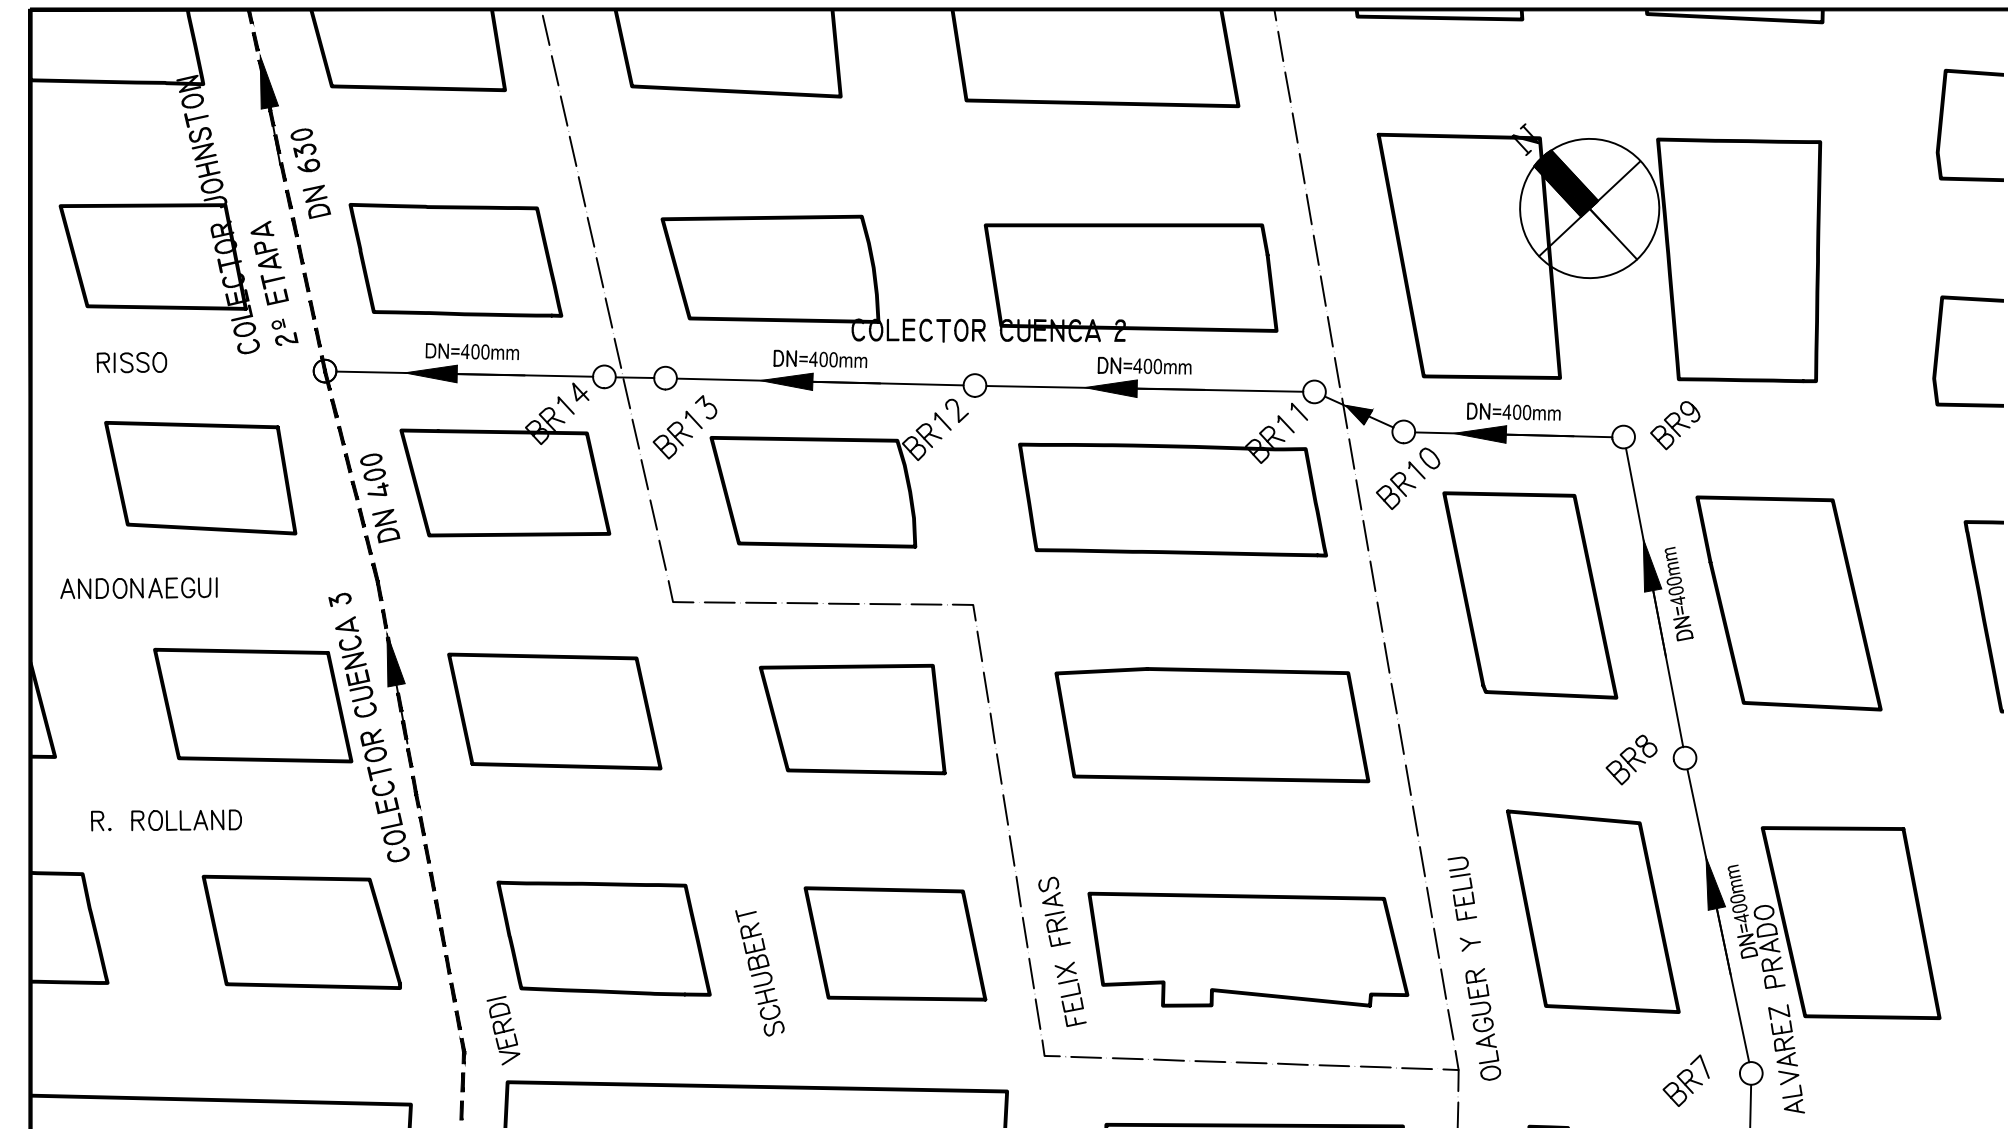 COLECTOR JOHNSTON
2º ETAPA
DN 630
N
COLECTOR CUENCA 2
RISSO
DN=400mm
DN=400mm
DN=400mm
DN=400mm
BR14
BR13
BR12
BR11
BR10
BR9
DN 400
ANDONAEGUI
DN=400mm
COLECTOR CUENCA 3
BR8
R. ROLLAND
DN=400mm
VERDI
SCHUBERT
FELIX FRIAS
OLAGUER Y FELIU
ALVAREZ PRADO
BR7